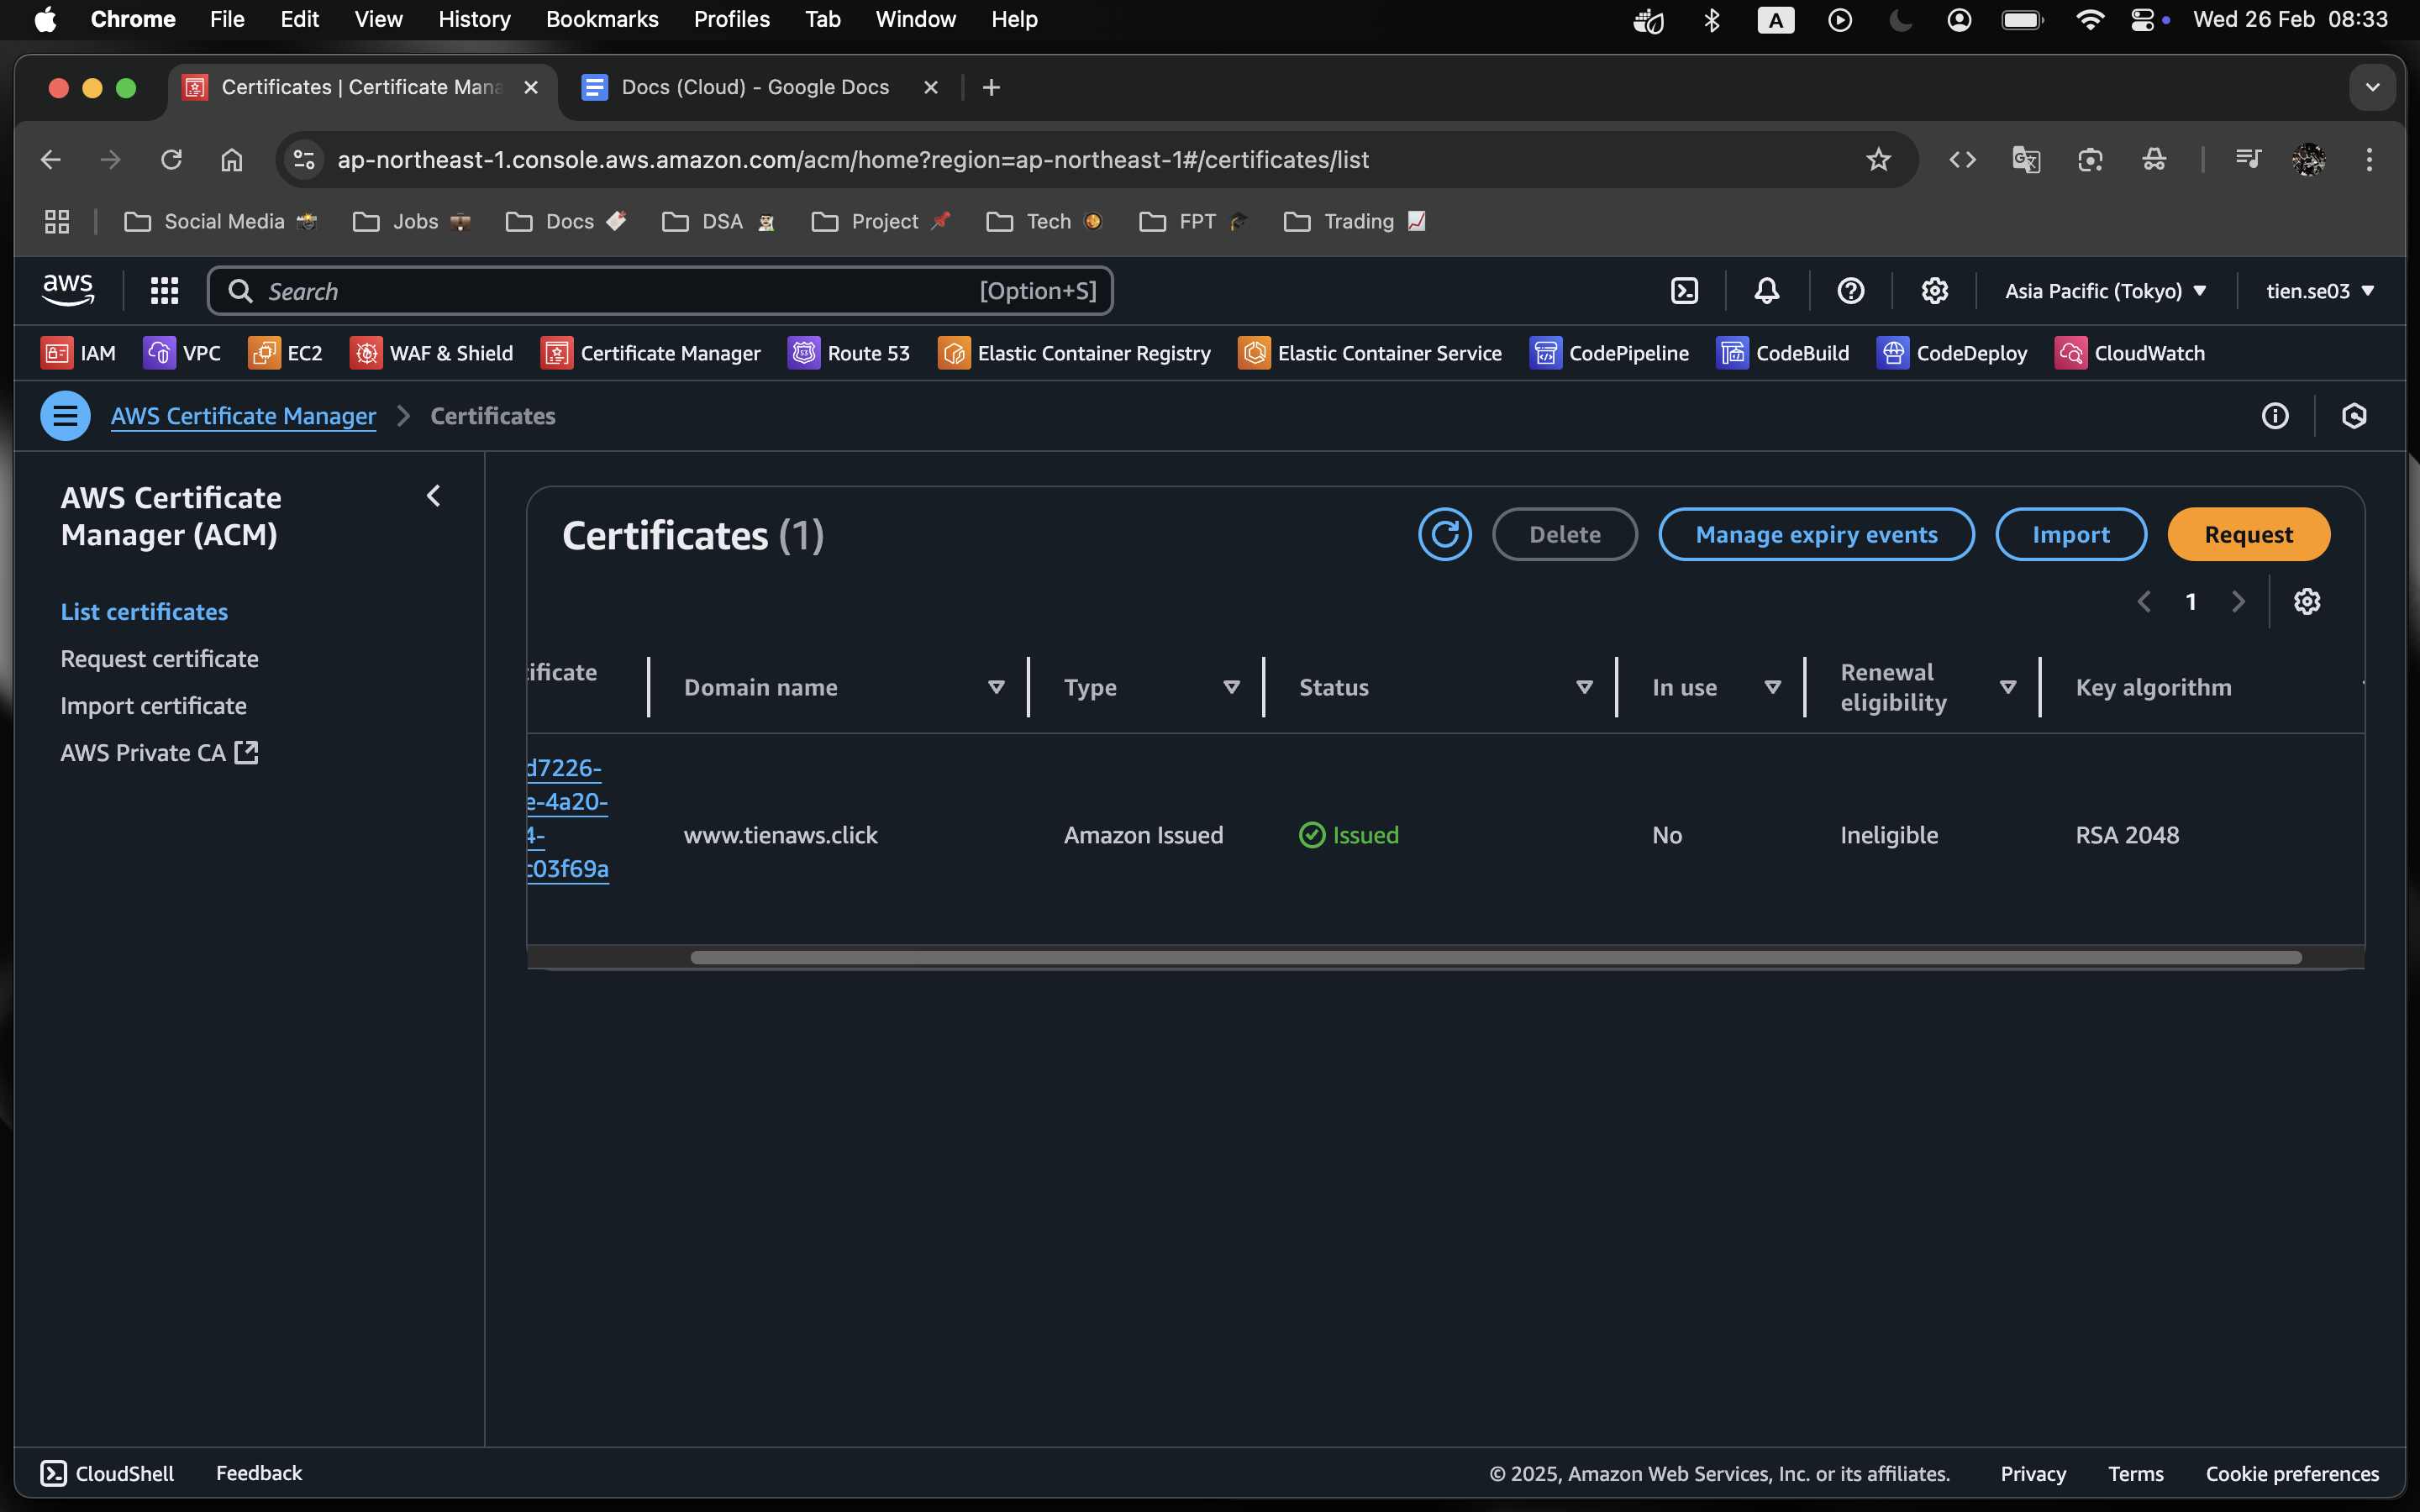 Chrome File Edit View History Bookmarks Profiles Tab Window Help A Wed 26 Feb 08:33
Certificates | Certificate Mana Docs (Cloud) - Google Docs
ap-northeast-1.console.aws.amazon.com/acm/home?region=ap-northeast-1#/certificates/list
Social Media Jobs Docs DSA Project Tech FPT Trading
aws Search [Option+S] Asia Pacific (Tokyo) tien.se03
IAM VPC EC2 WAF & Shield Certificate Manager Route 53 Elastic Container Registry Elastic Container Service CodePipeline CodeBuild CodeDeploy CloudWatch
AWS Certificate Manager Certificates
AWS Certificate
Manager (ACM)
List certificates
Request certificate
Import certificate
AWS Private CA
Certificates (1) Delete Manage expiry events Import Request
1
ificate Domain name Type Status In use Renewal
eligibility Key algorithm
d7226-
e-4a20-
4-
c03f69a
www.tienaws.click Amazon Issued Issued No Ineligible RSA 2048
CloudShell Feedback © 2025, Amazon Web Services, Inc. or its affiliates. Privacy Terms Cookie preferences